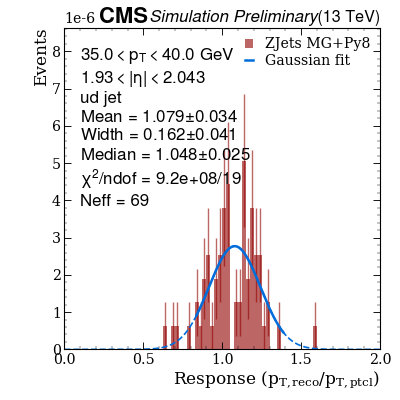 1e-6 CMS Simulation Preliminary (13 TeV)
Events
8
7
6
5
4
3
2
1
0
35.0 < p_T < 40.0 GeV
1.93 < |η| < 2.043
ud jet
Mean = 1.079±0.034
Width = 0.162±0.041
Median = 1.048±0.025
χ²/ndof = 9.2e+08/19
Neff = 69
ZJets MG+Py8
Gaussian fit
0.0 0.5 1.0 1.5 2.0
Response (p_T,reco/p_T,ptcl)